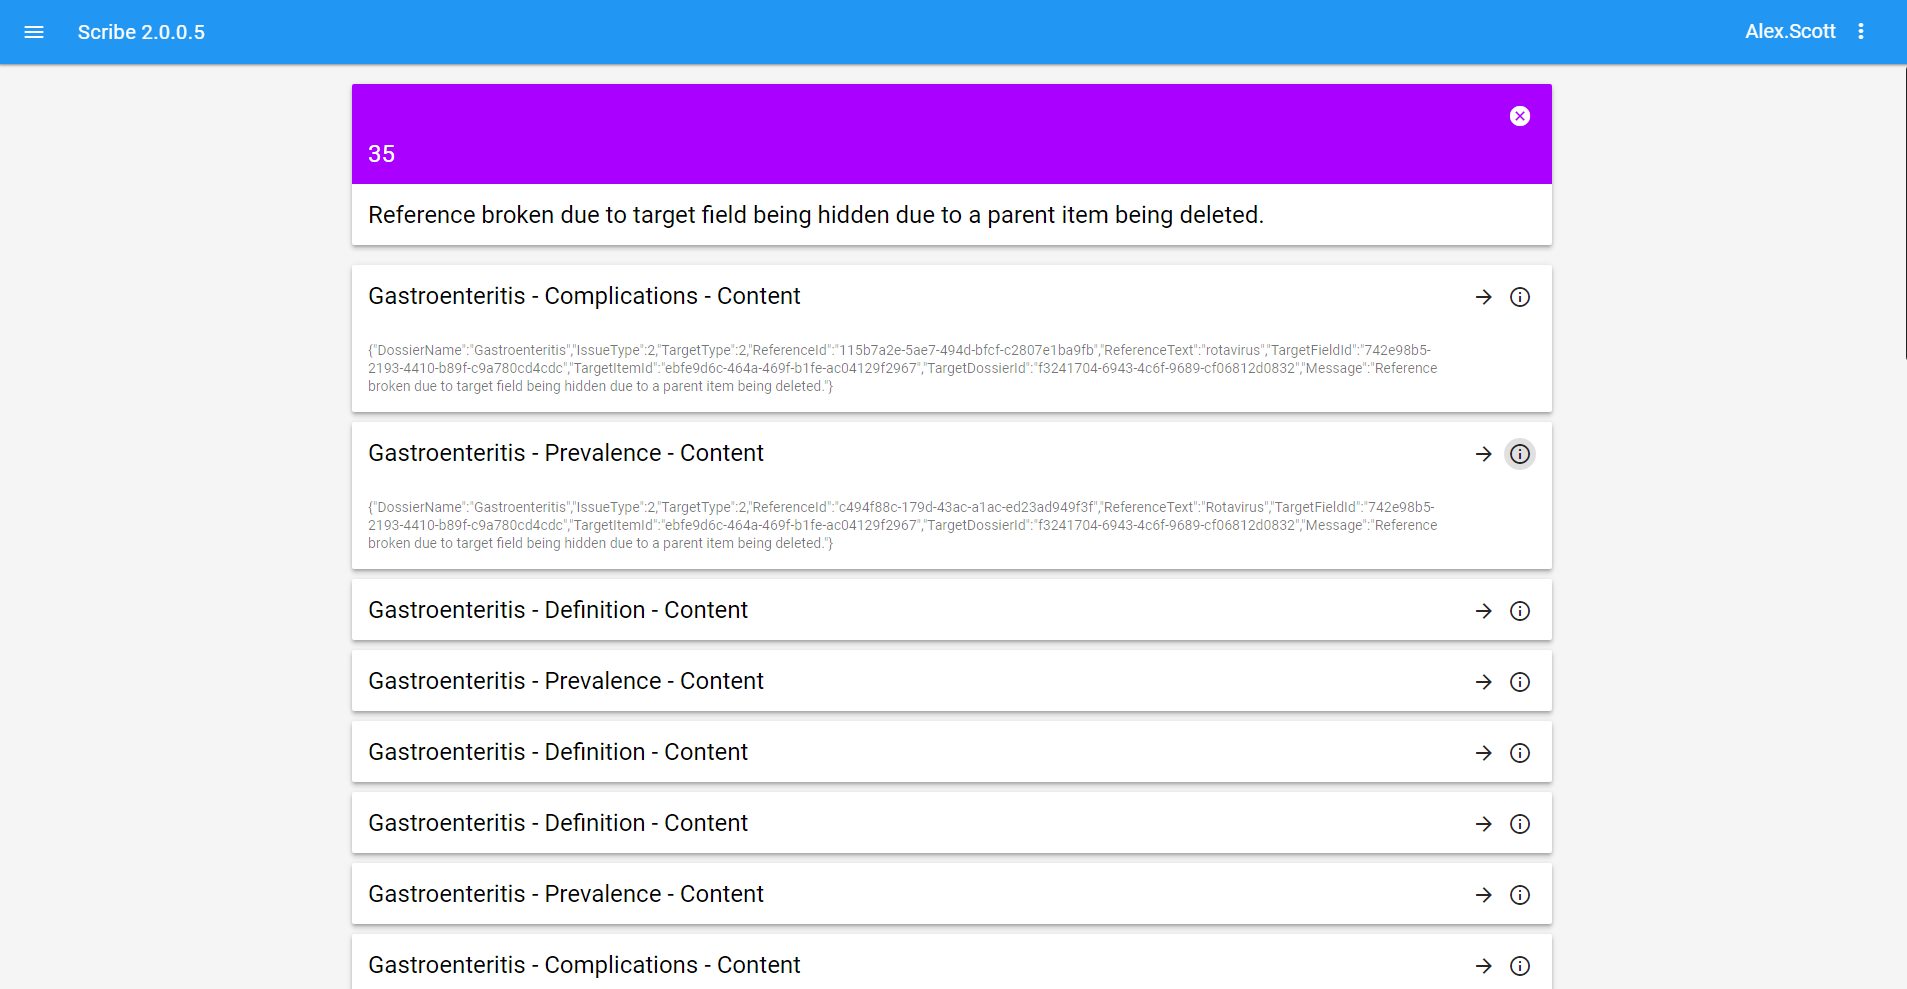 Scribe 2.0.0.5
Alex.Scott
35
Reference broken due to target field being hidden due to a parent item being deleted.
Gastroenteritis - Complications - Content
{"DossierName":"Gastroenteritis","IssueType":2,"TargetType":2,"ReferenceId":"115b7a2e-5ae7-494d-bfcf-c2807e1ba9fb","ReferenceText":"rotavirus","TargetFieldId":"742e98b5-
2193-4410-b89f-c9a780cd4cdc","TargetItemId":"ebfe9d6c-464a-469f-b1fe-ac04129f2967","TargetDossierId":"f3241704-6943-4c6f-9689-cf06812d0832","Message":"Reference
broken due to target field being hidden due to a parent item being deleted."}
Gastroenteritis - Prevalence - Content
{"DossierName":"Gastroenteritis","IssueType":2,"TargetType":2,"ReferenceId":"c494f88c-179d-43ac-a1ac-ed23ad949f3f","ReferenceText":"Rotavirus","TargetFieldId":"742e98b5-
2193-4410-b89f-c9a780cd4cdc","TargetItemId":"ebfe9d6c-464a-469f-b1fe-ac04129f2967","TargetDossierId":"f3241704-6943-4c6f-9689-cf06812d0832","Message":"Reference
broken due to target field being hidden due to a parent item being deleted."}
Gastroenteritis - Definition - Content
Gastroenteritis - Prevalence - Content
Gastroenteritis - Definition - Content
Gastroenteritis - Definition - Content
Gastroenteritis - Prevalence - Content
Gastroenteritis - Complications - Content